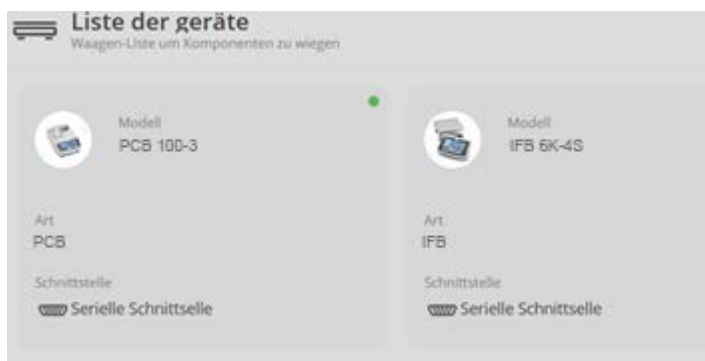 Liste der geräte
Waagen-Liste um Komponenten zu wiegen
Modell
PCB 100-3
Art
PCB
Schnittstelle
Serielle Schnittselle
Modell
IFB 6K-4S
Art
IFB
Schnittstelle
Serielle Schnittselle